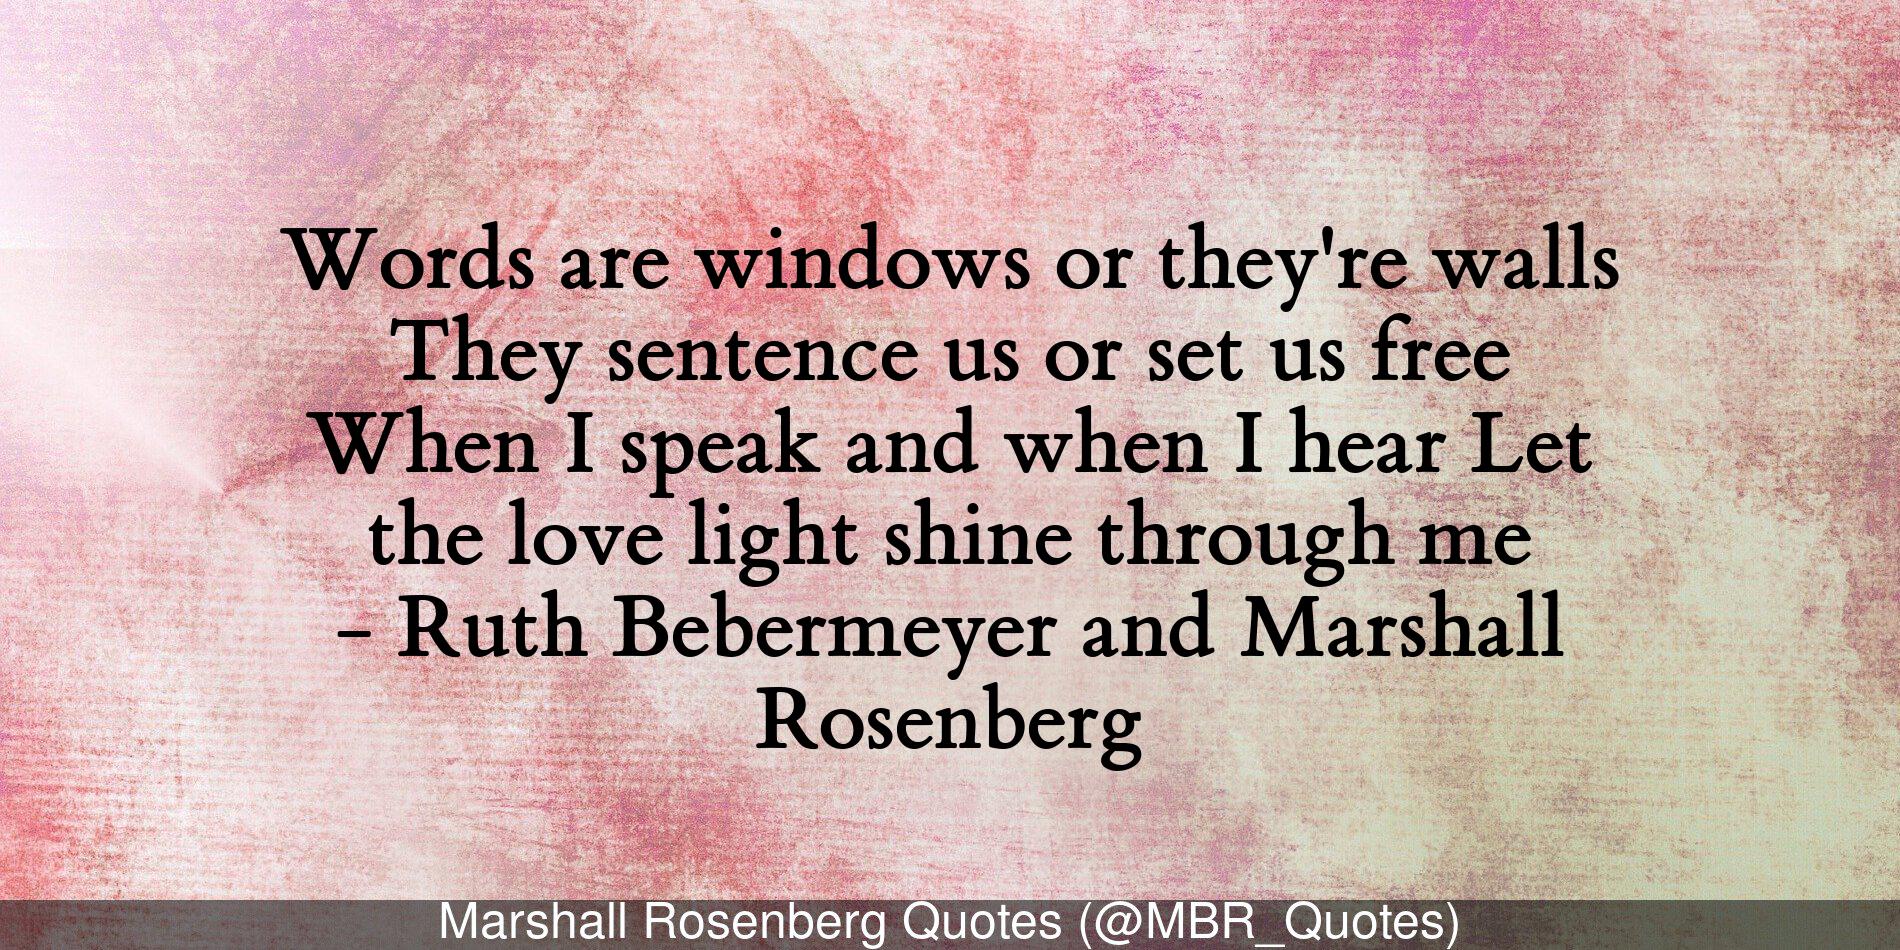 Words are windows or they're walls
They sentence us or set us free
When I speak and when I hear Let
the love light shine through me
- Ruth Bebermeyer and Marshall
Rosenberg
Marshall Rosenberg Quotes (@MBR_Quotes)